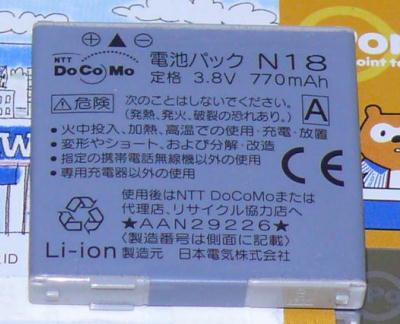 + ▲ − 電池パック N18
NTT DoCoMo 定格 3.8V 770mAh
⚠危険 次のことはしないでください。
(発熱、発火、破裂の恐れあり) A
●火中投入、加熱、高温での使用・充電・放置
●変形やショート、および分解・改造
●指定の携帯電話無線機以外の使用
●専用充電器以外の使用
CE
使用後はNTT DoCoMoまたは
代理店、リサイクル協力店へ
★AAN29226★
〈製造番号は側面に記載〉
Li-ion 製造元 日本電気株式会社